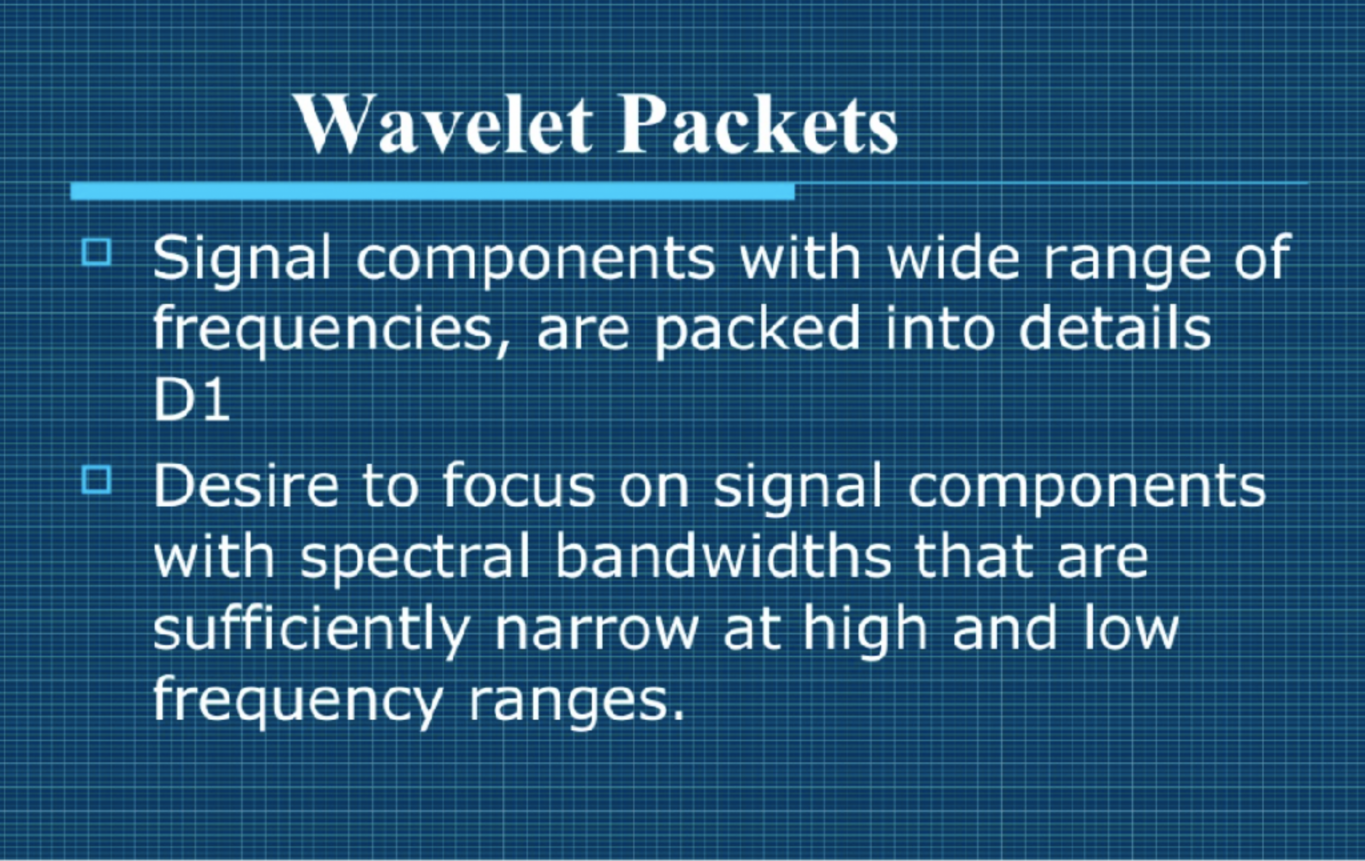 Wavelet Packets
Signal components with wide range of
frequencies, are packed into details
D1
Desire to focus on signal components
with spectral bandwidths that are
sufficiently narrow at high and low
frequency ranges.